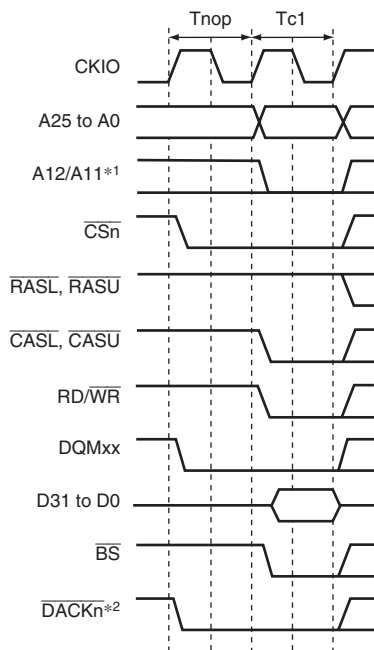 Tnop Tc1
CKIO
A25 to A0
A12/A11*1
CSn
RASL, RASU
CASL, CASU
RD/WR
DQMxx
D31 to D0
BS
DACKn*2